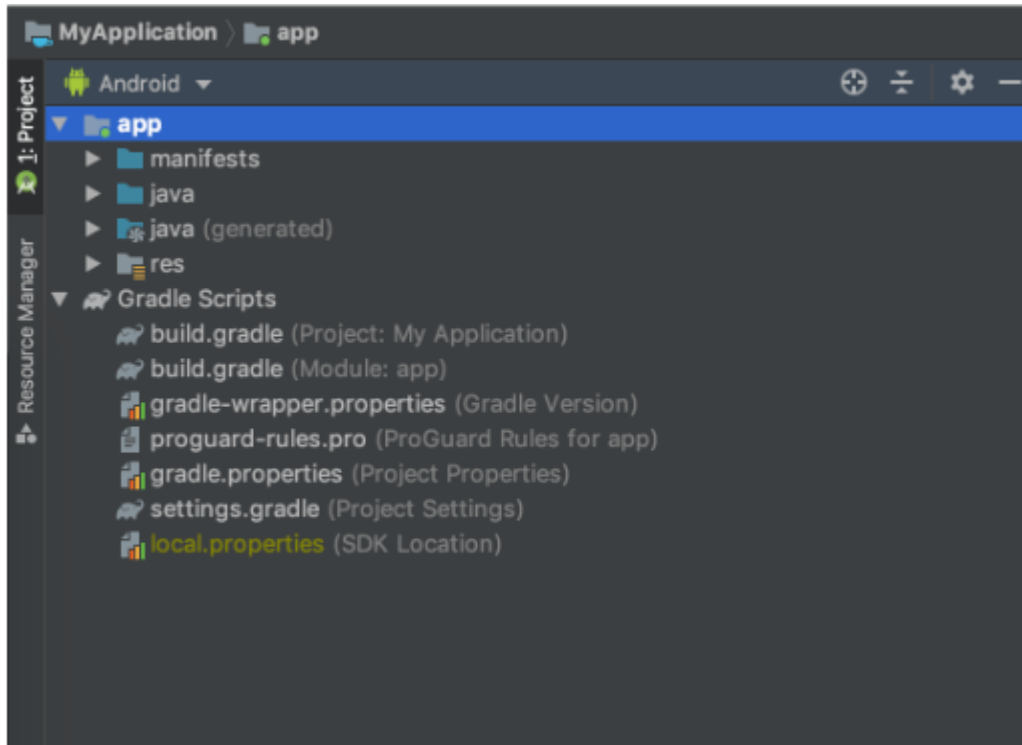 MyApplication app
Android
1: Project
Resource Manager
app
manifests
java
java (generated)
res
Gradle Scripts
build.gradle (Project: My Application)
build.gradle (Module: app)
gradle-wrapper.properties (Gradle Version)
proguard-rules.pro (ProGuard Rules for app)
gradle.properties (Project Properties)
settings.gradle (Project Settings)
local.properties (SDK Location)